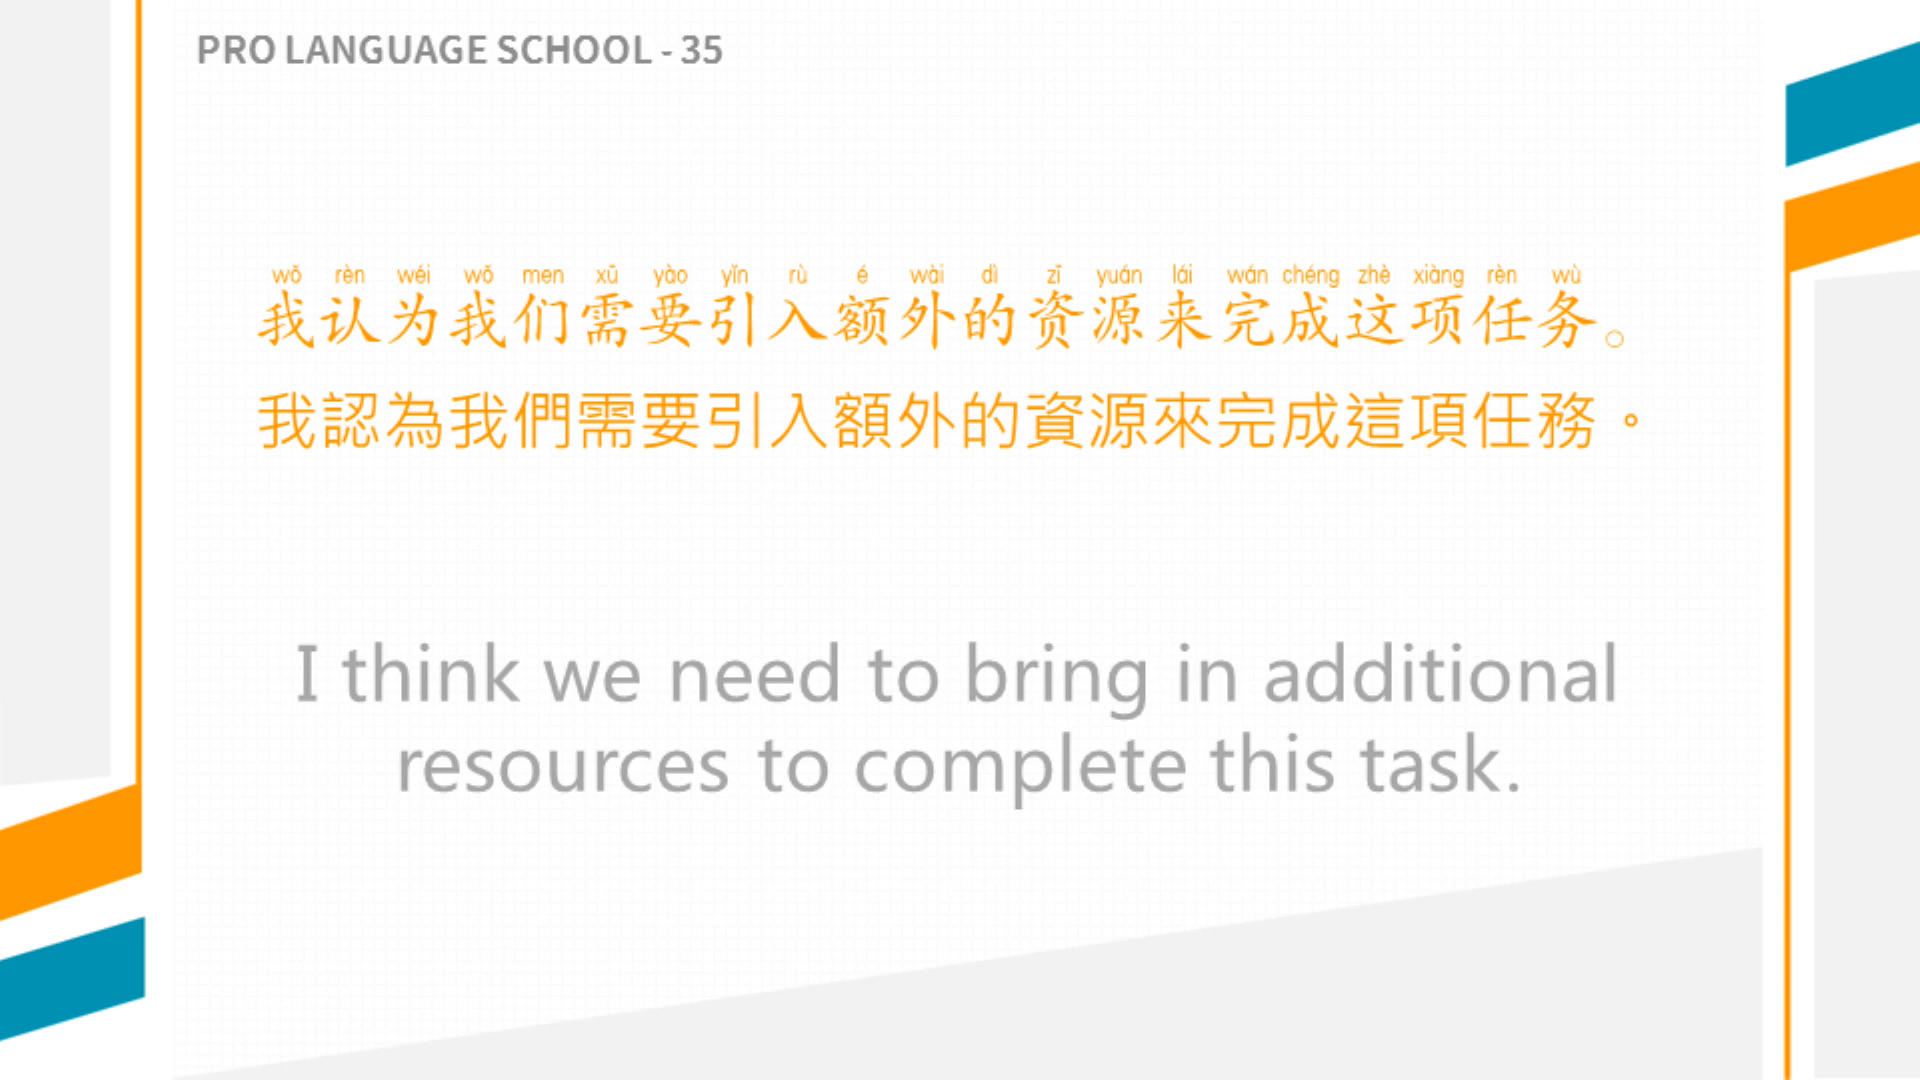 PRO LANGUAGE SCHOOL - 35
wǒ rèn wéi wǒ men xū yào yǐn rù é wài dì zī yuán lái wán chéng zhè xiàng rèn wù
我认为我们需要引入额外的资源来完成这项任务。
我認為我們需要引入額外的資源來完成這項任務。
I think we need to bring in additional
resources to complete this task.